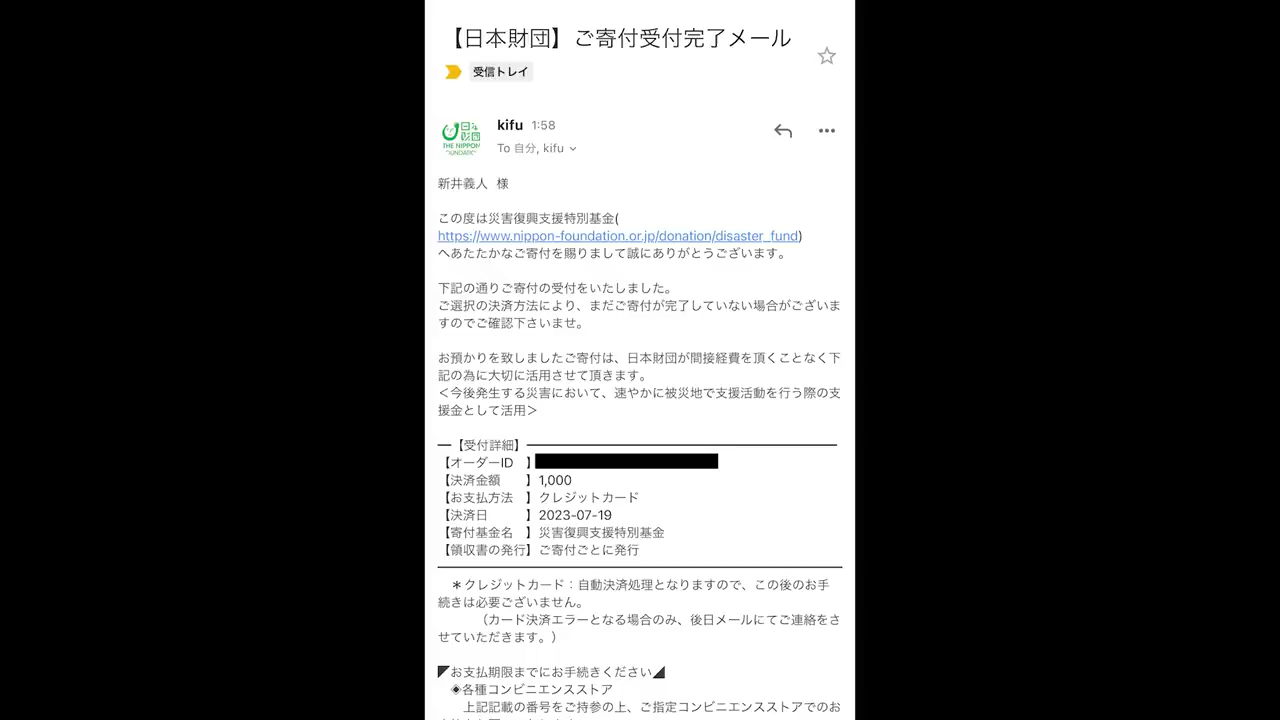 【日本財団】ご寄付受付完了メール
受信トレイ
日本財団
THE NIPPON
kifu 1:58
To 自分, kifu
新井義人 様
この度は災害復興支援特別基金(
https://www.nippon-foundation.or.jp/donation/disaster_fund)
へあたたかなご寄付を賜りまして誠にありがとうございます。
下記の通りご寄付の受付をいたしました。
ご選択の決済方法により、まだご寄付が完了していない場合がございま
すのでご確認下さいませ。
お預かりを致しましたご寄付は、日本財団が間接経費を頂くことなく下
記の為に大切に活用させて頂きます。
＜今後発生する災害において、速やかに被災地で支援活動を行う際の支
援金として活用＞
━【受付詳細】━━━━━━━━━━━━━━━━━━
【オーダーID 】
【決済金額 】1,000
【お支払方法 】クレジットカード
【決済日 】2023-07-19
【寄付基金名 】災害復興支援特別基金
【領収書の発行】ご寄付ごとに発行
＊クレジットカード：自動決済処理となりますので、この後のお手
続きは必要ございません。
（カード決済エラーとなる場合のみ、後日メールにてご連絡をさ
せていただきます。）
◤お支払期限までにお手続きください◢
◈各種コンビニエンスストア
上記記載の番号をご持参の上、ご指定コンビニエンスストアでのお